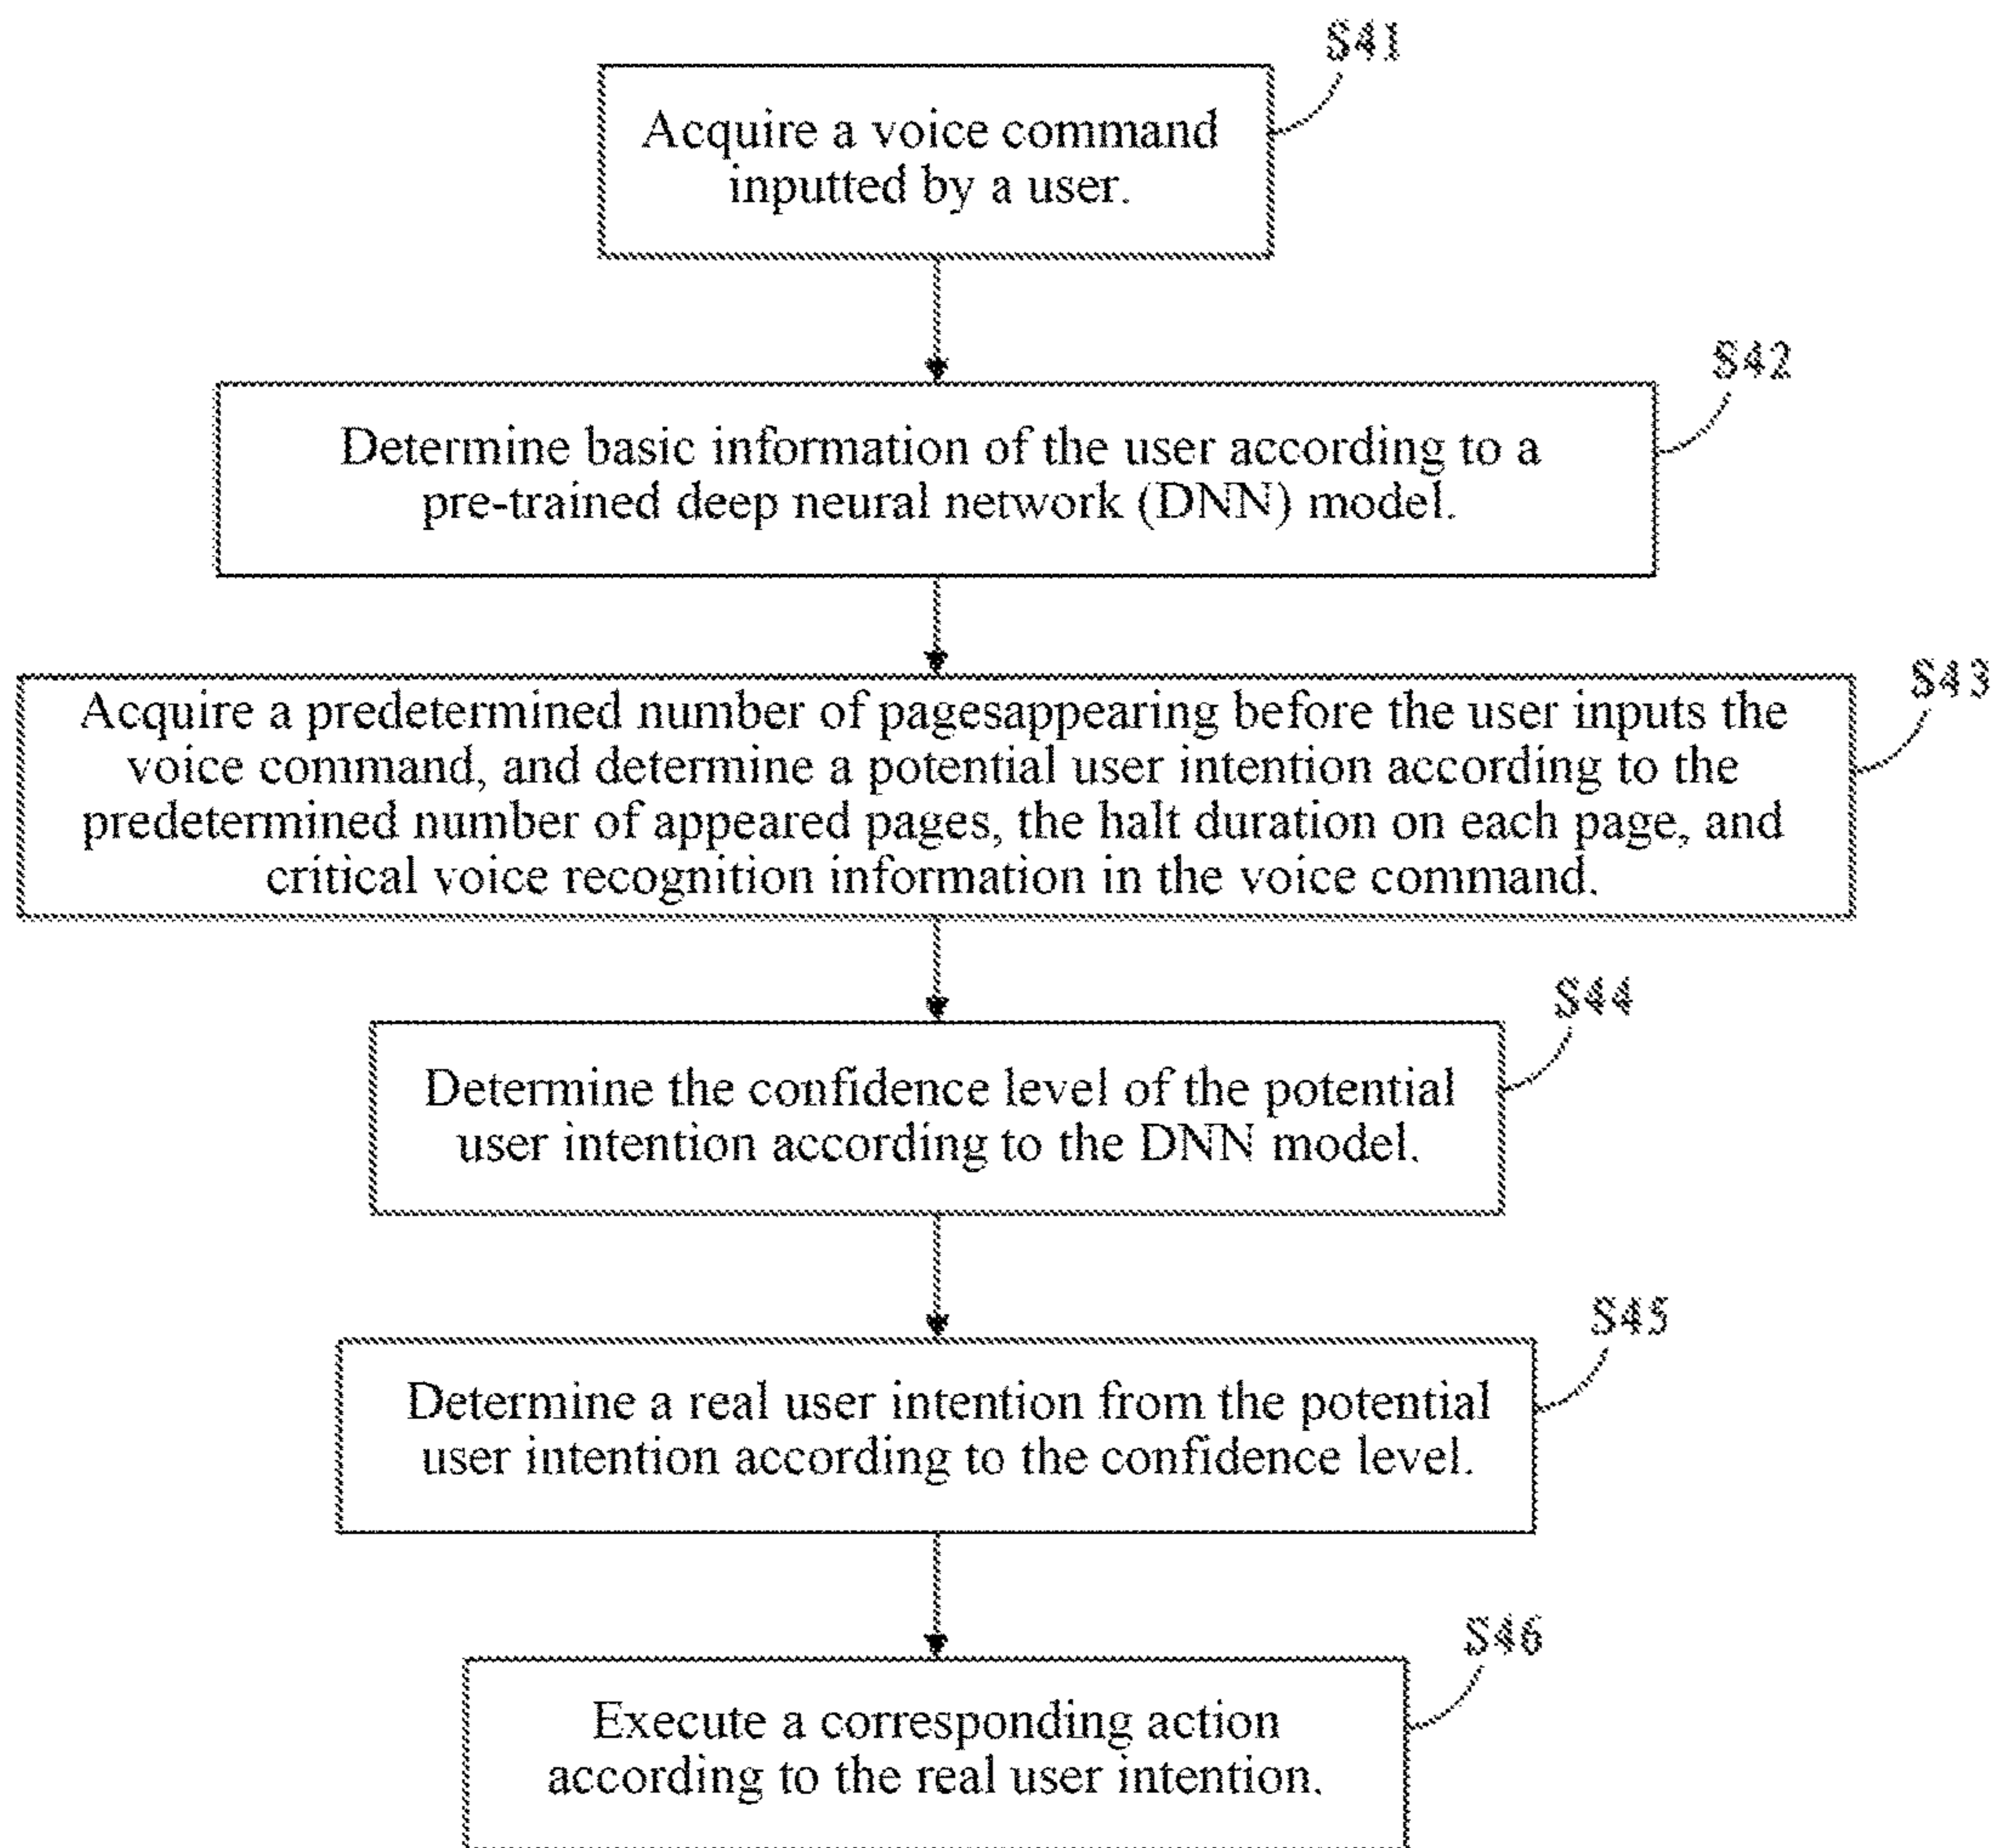 S41
Acquire a voice command
inputted by a user.
S42
Determine basic information of the user according to a
pre-trained deep neural network (DNN) model.
S43
Acquire a predetermined number of pagesappearing before the user inputs the
voice command, and determine a potential user intention according to the
predetermined number of appeared pages, the halt duration on each page, and
critical voice recognition information in the voice command.
S44
Determine the confidence level of the potential
user intention according to the DNN model.
S45
Determine a real user intention from the potential
user intention according to the confidence level.
S46
Execute a corresponding action
according to the real user intention.